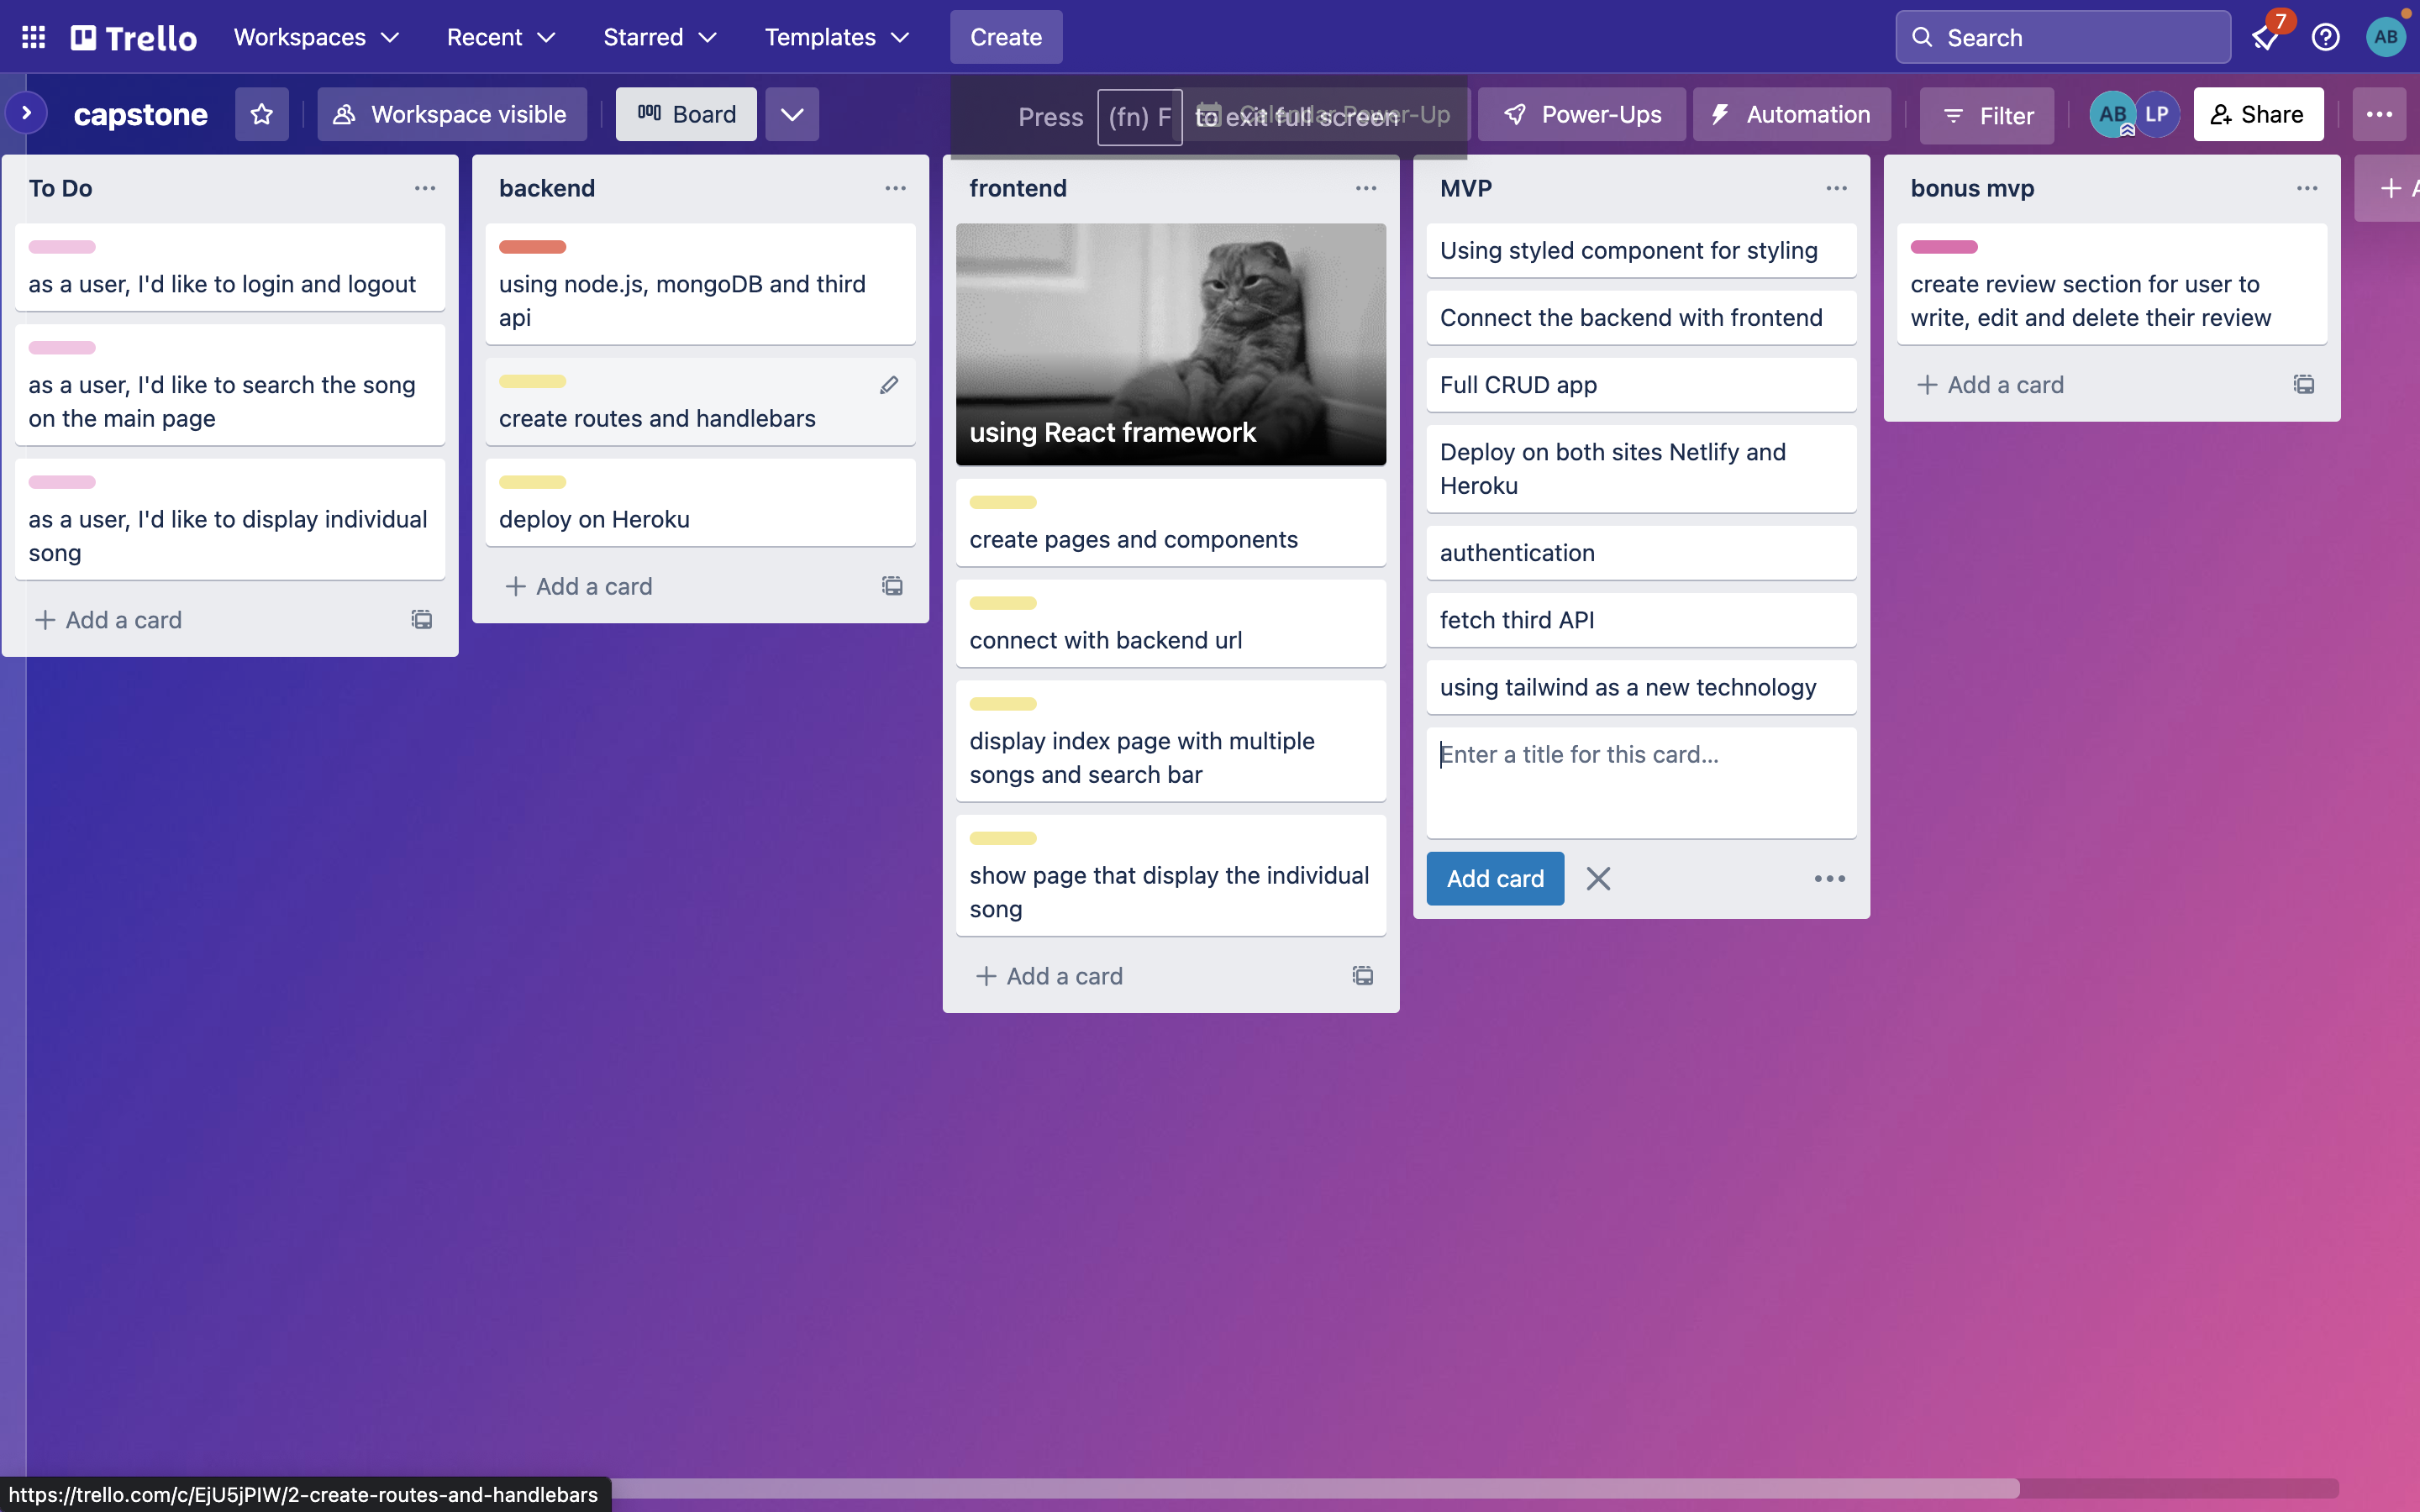 Trello
Workspaces
Recent
Starred
Templates
Create
Search
7
AB
capstone
Workspace visible
Board
Press (fn) F to exit full screen
Calendar Power-Up
Power-Ups
Automation
Filter
AB
LP
Share
To Do
as a user, I'd like to login and logout
as a user, I'd like to search the song
on the main page
as a user, I'd like to display individual
song
Add a card
backend
using node.js, mongoDB and third
api
create routes and handlebars
deploy on Heroku
Add a card
frontend
using React framework
create pages and components
connect with backend url
display index page with multiple
songs and search bar
show page that display the individual
song
Add a card
MVP
Using styled component for styling
Connect the backend with frontend
Full CRUD app
Deploy on both sites Netlify and
Heroku
authentication
fetch third API
using tailwind as a new technology
Enter a title for this card...
Add card
bonus mvp
create review section for user to
write, edit and delete their review
Add a card
https://trello.com/c/EjU5jPIW/2-create-routes-and-handlebars